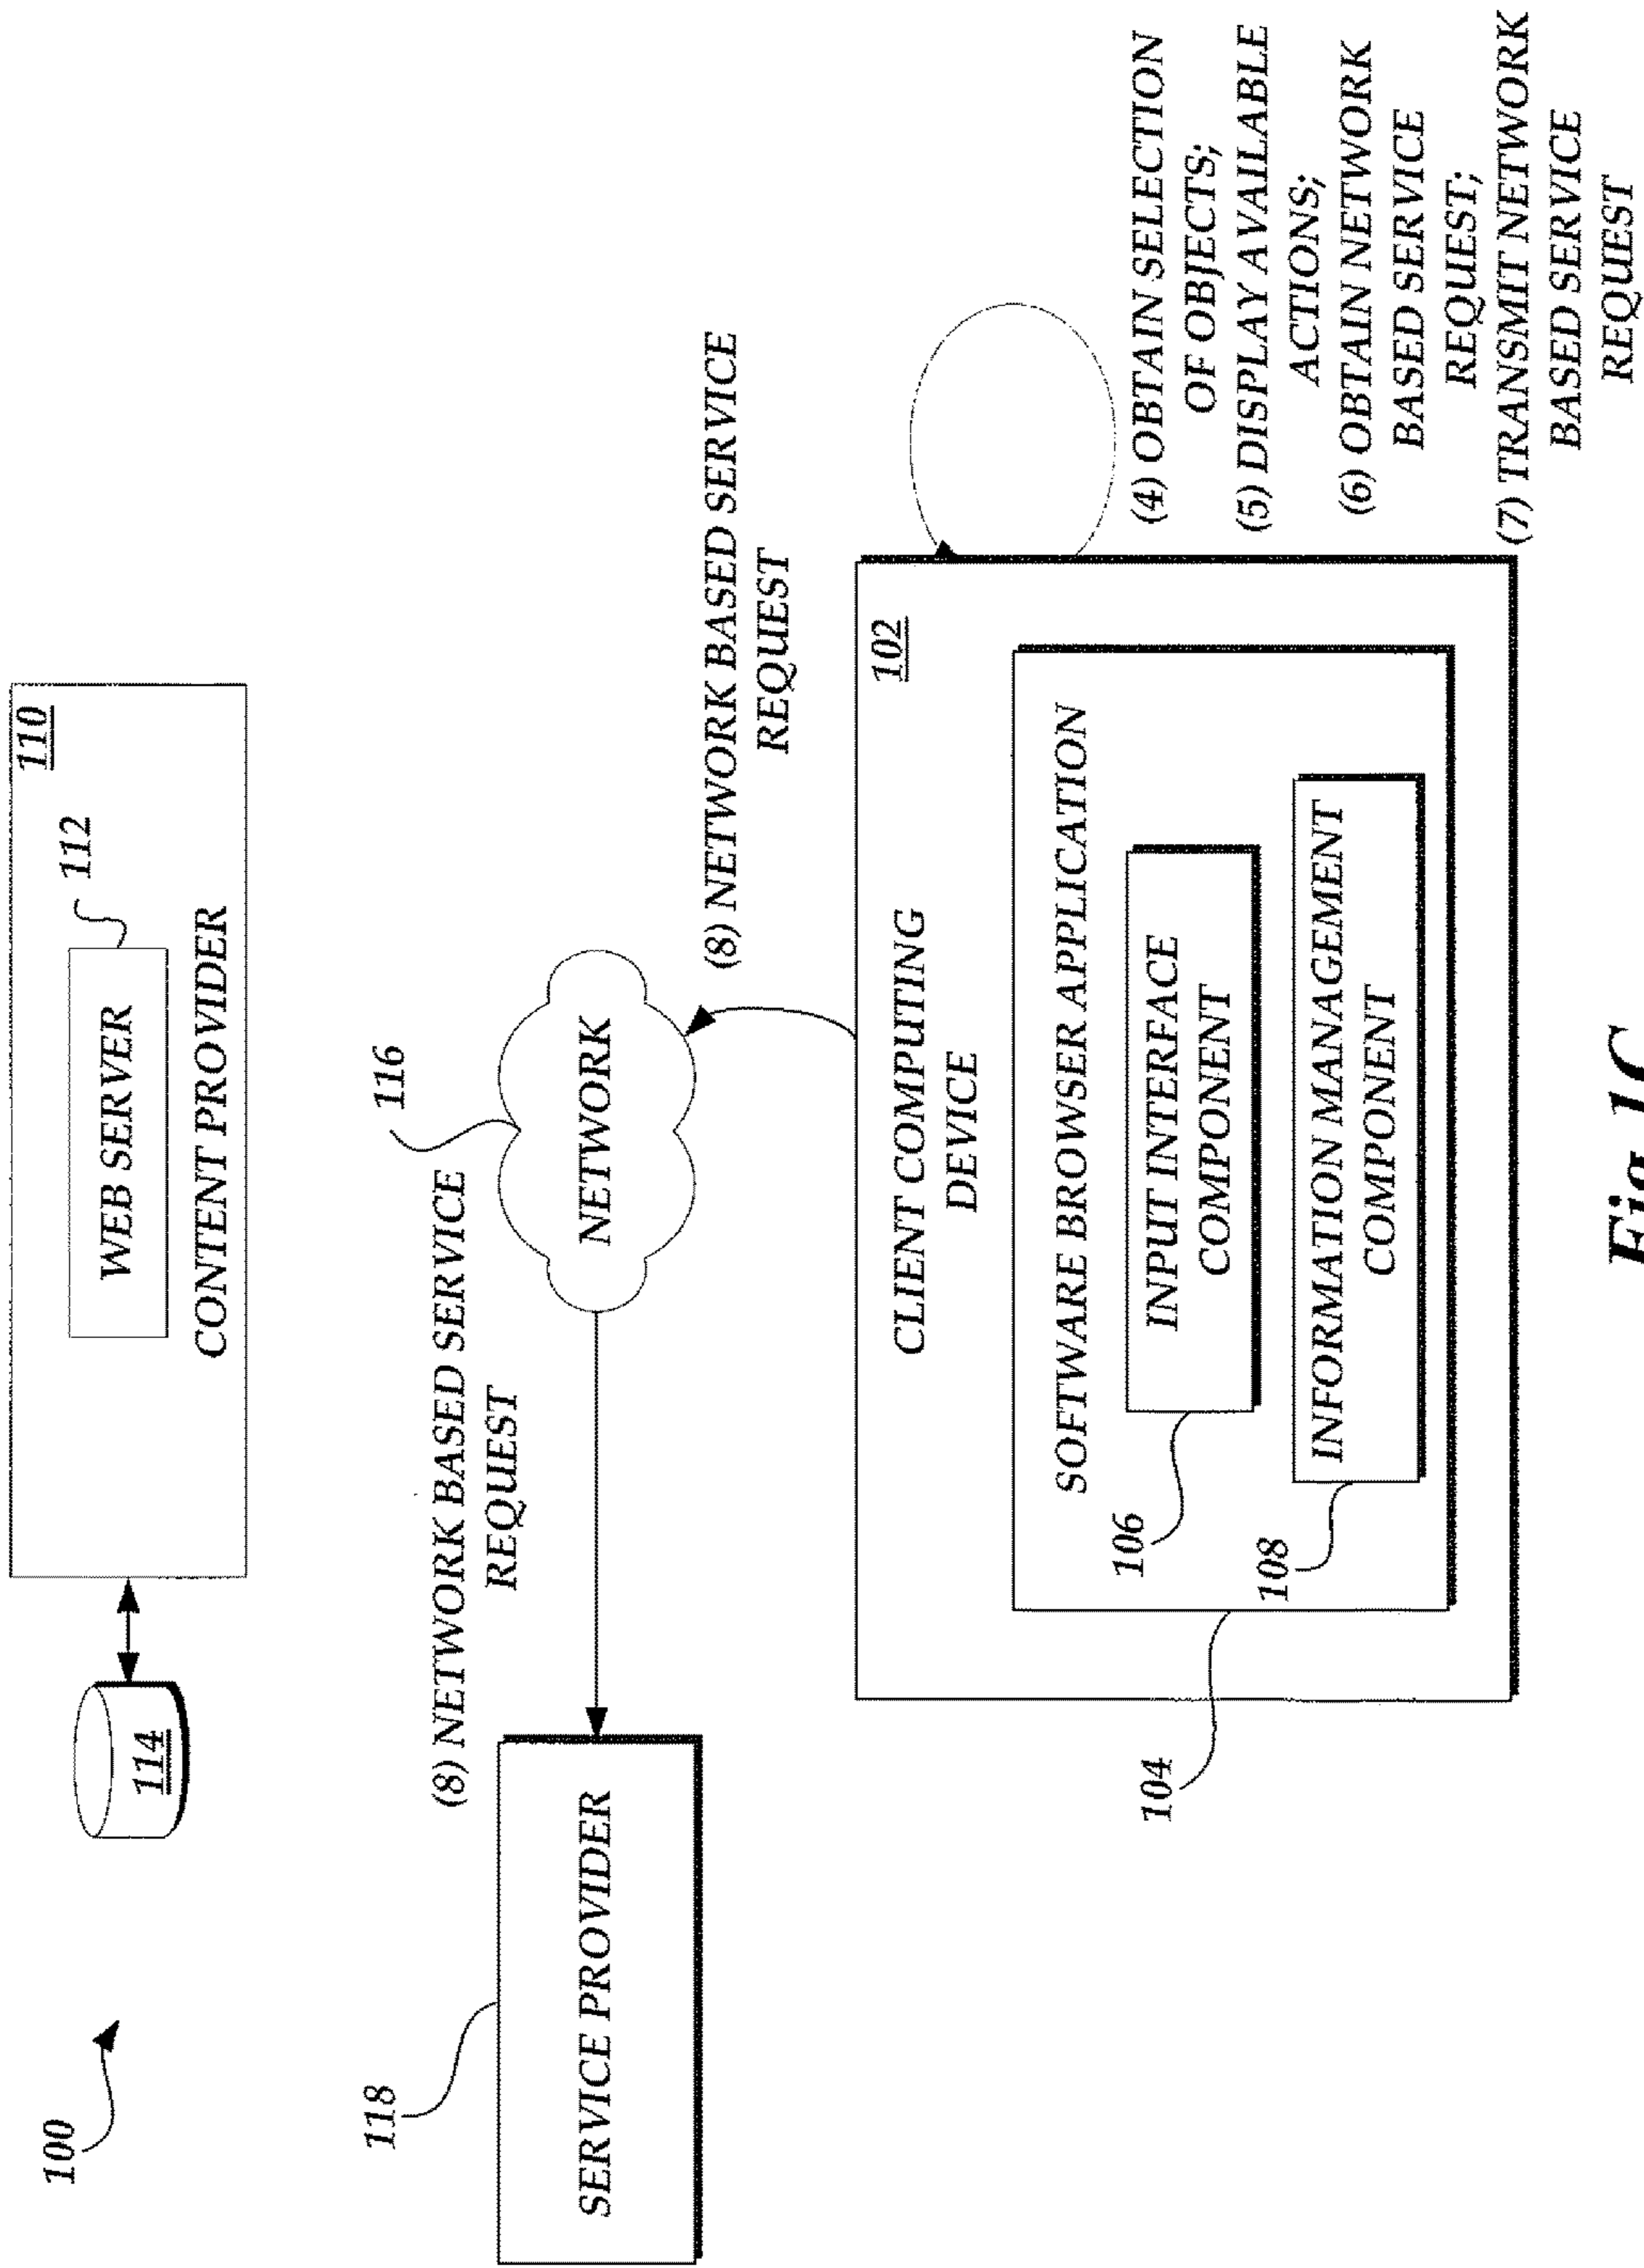 100
114
110
112
WEB SERVER
CONTENT PROVIDER
118
SERVICE PROVIDER
(8) NETWORK BASED SERVICE
REQUEST
116
NETWORK
(8) NETWORK BASED SERVICE
REQUEST
102
CLIENT COMPUTING
DEVICE
104
SOFTWARE BROWSER APPLICATION
106
INPUT INTERFACE
COMPONENT
108
INFORMATION MANAGEMENT
COMPONENT
(4) OBTAIN SELECTION
OF OBJECTS;
(5) DISPLAY AVAILABLE
ACTIONS;
(6) OBTAIN NETWORK
BASED SERVICE
REQUEST;
(7) TRANSMIT NETWORK
BASED SERVICE
REQUEST
Fig. 1C